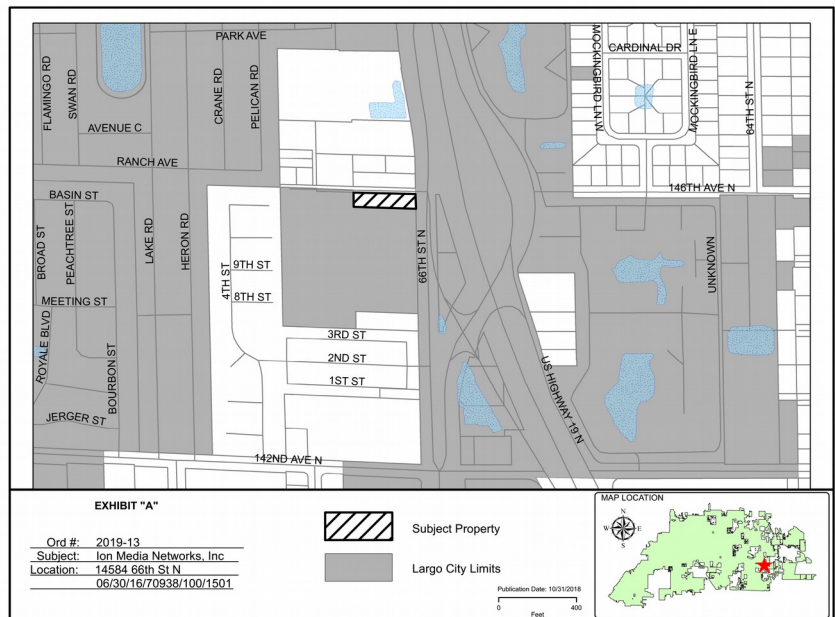 PARK AVE
FLAMINGO RD
SWAN RD
CRANE RD
PELICAN RD
AVENUE C
RANCH AVE
MOCKINGBIRD LN W
CARDINAL DR
MOCKINGBIRD LN E
64TH ST N
146TH AVE N
BASIN ST
BROAD ST
PEACHTREE ST
LAKE RD
HERON RD
4TH ST
9TH ST
8TH ST
66TH ST N
UNKNOWN
MEETING ST
ROYALE BLVD
BOURBON ST
3RD ST
2ND ST
1ST ST
US HIGHWAY 19 N
JERGER ST
142ND AVE N
EXHIBIT "A"
Ord #: 2019-13
Subject: Ion Media Networks, Inc
Location: 14584 66th St N
06/30/16/70938/100/1501
Subject Property
Largo City Limits
Publication Date: 10/31/2018
0 400
Feet
MAP LOCATION
N
W E
S